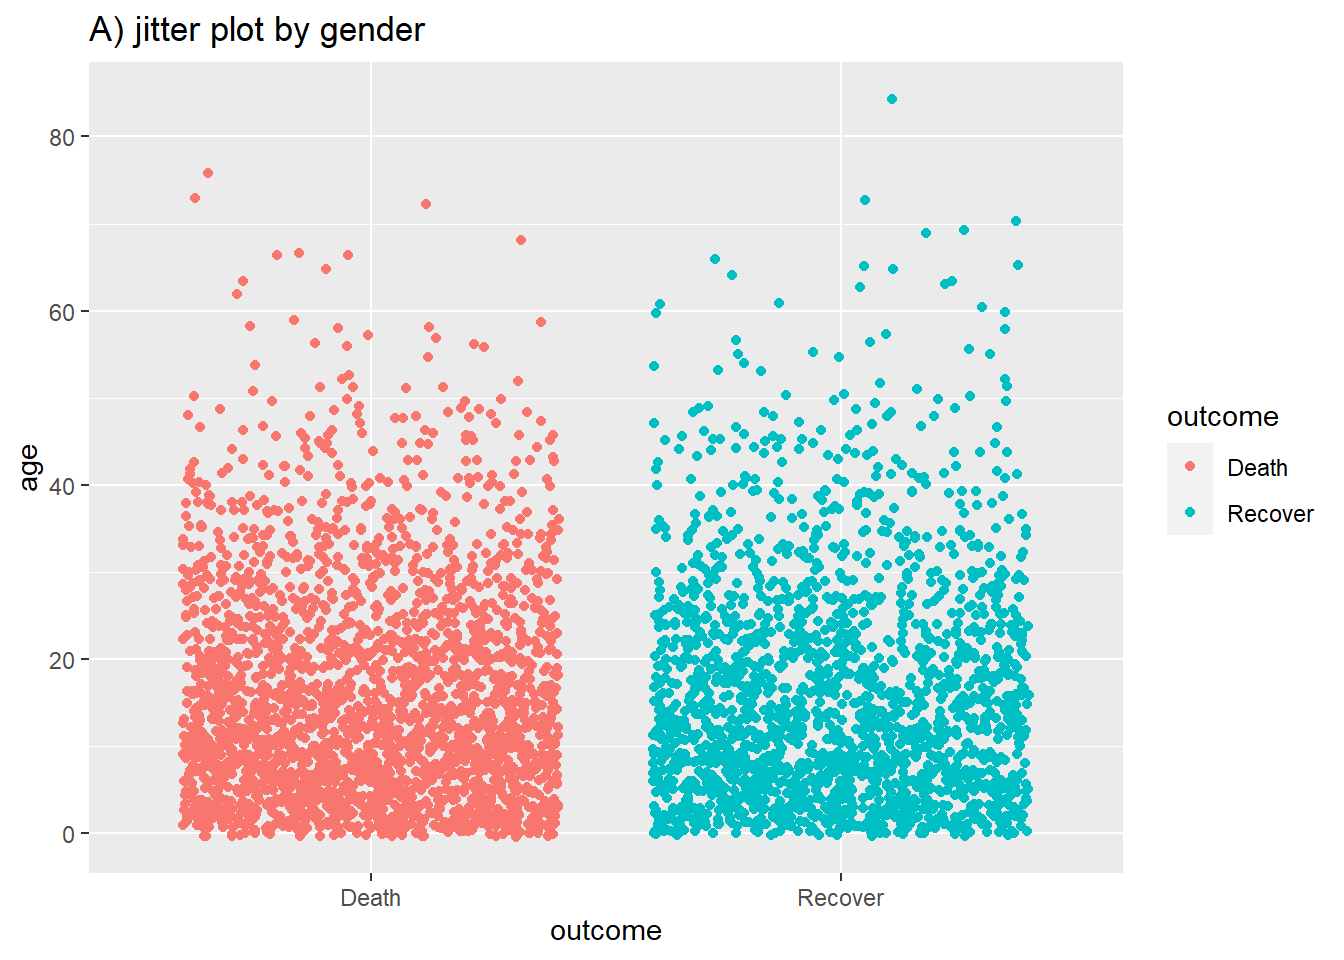 A) jitter plot by gender
80
60
40
20
0
age
Death
Recover
outcome
outcome
Death
Recover